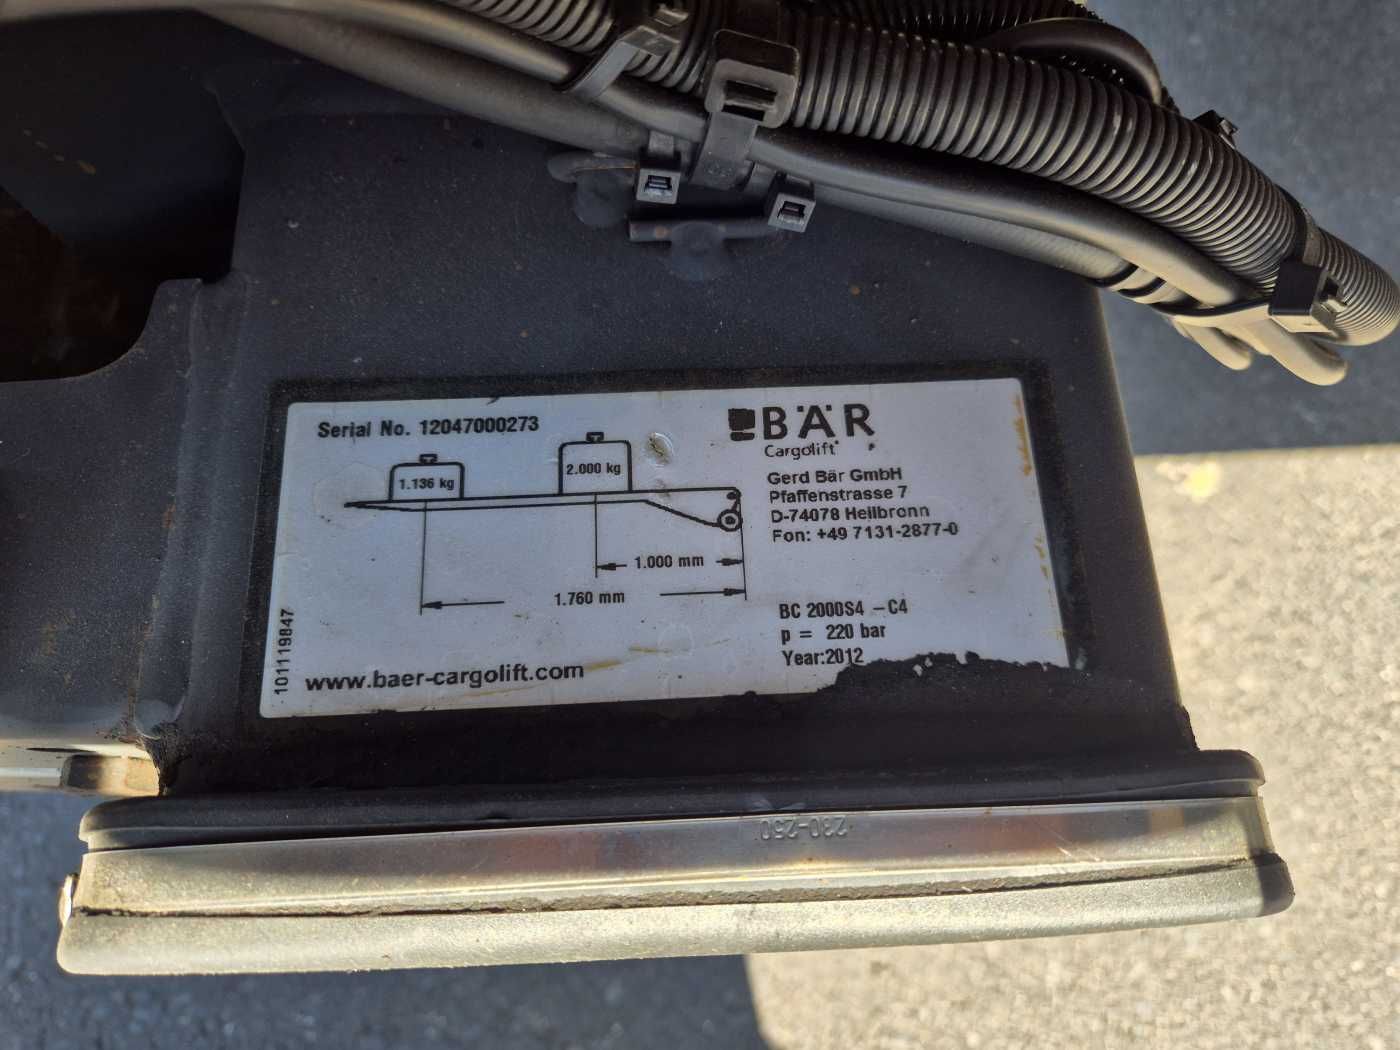 Serial No. 12047000273
1.136 kg
2.000 kg
1.000 mm
1.760 mm
101119847
www.baer-cargolift.com
BÄR
Cargolift
Gerd Bär GmbH
Pfaffenstrasse 7
D-74078 Heilbronn
Fon: +49 7131-2877-0
BC 2000S4 -C4
p = 220 bar
Year:2012
230-250